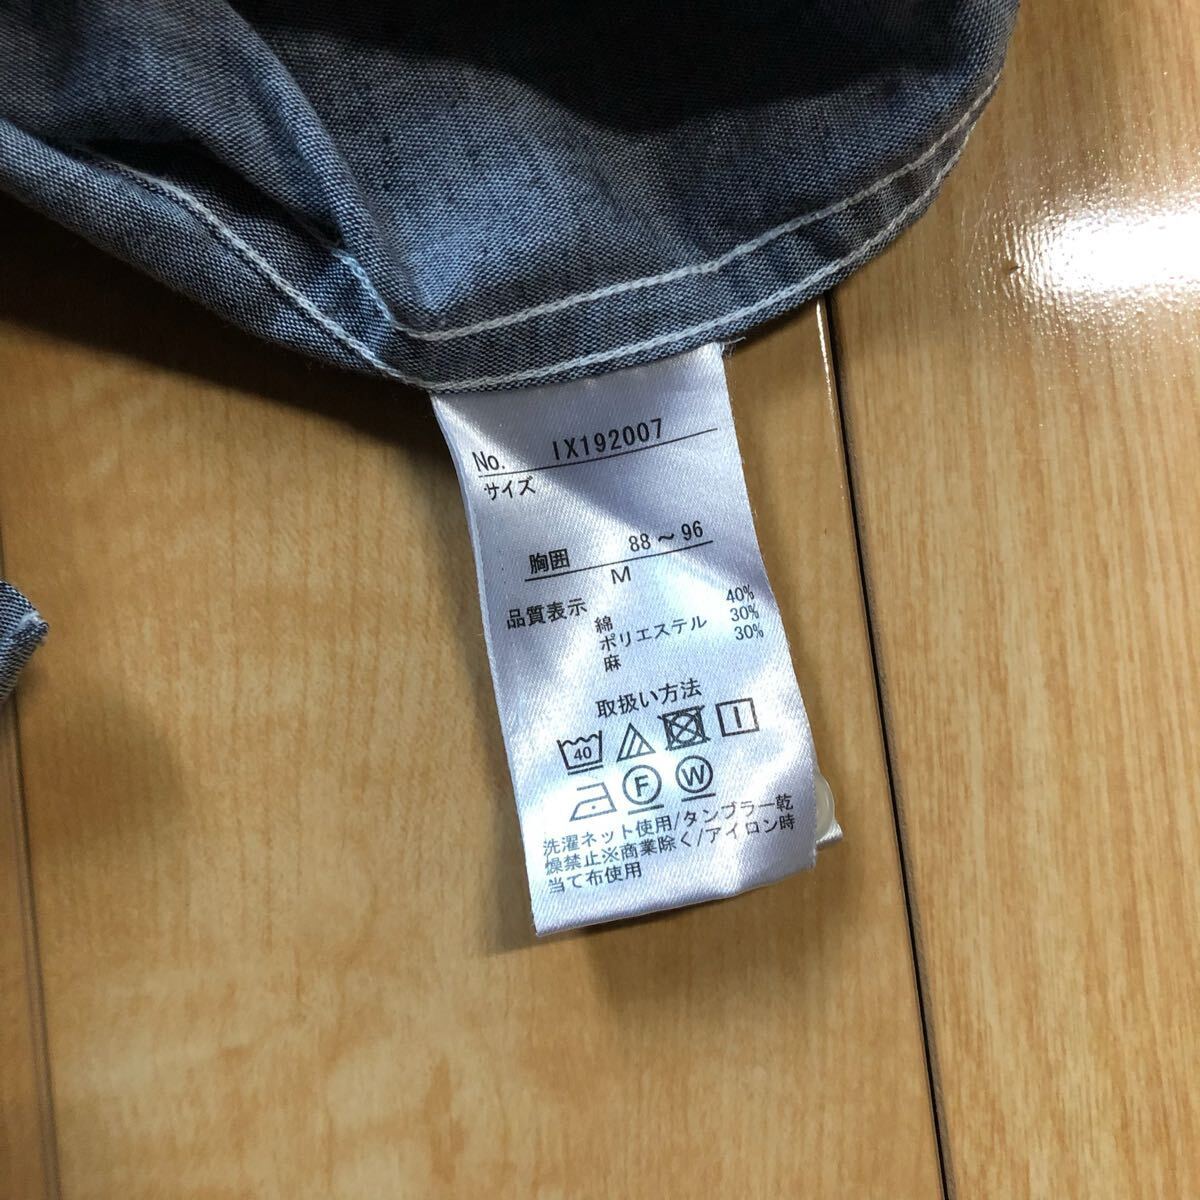 No. IX192007
サイズ
胸囲 88～96
M
品質表示
綿 40%
ポリエステル 30%
麻 30%
取扱い方法
40
F W
洗濯ネット使用/タンブラー乾
燥禁止※商業除く/アイロン時
当て布使用